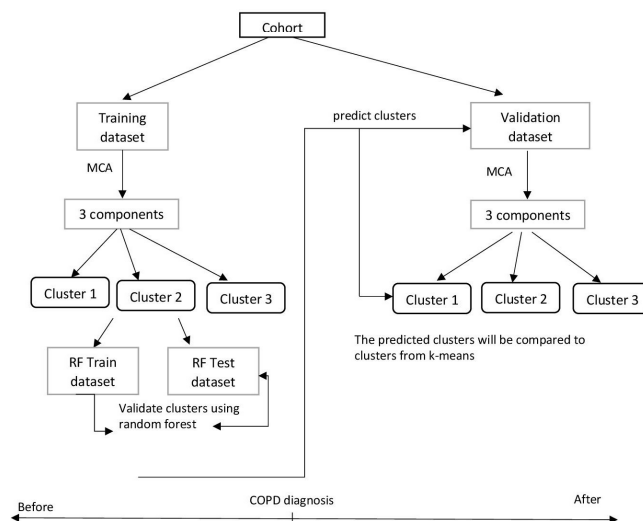 Cohort
Training
dataset
predict clusters
Validation
dataset
MCA
MCA
3 components
3 components
Cluster 1
Cluster 2
Cluster 3
Cluster 1
Cluster 2
Cluster 3
The predicted clusters will be compared to
clusters from k-means
RF Train
dataset
RF Test
dataset
Validate clusters using
random forest
Before
COPD diagnosis
After